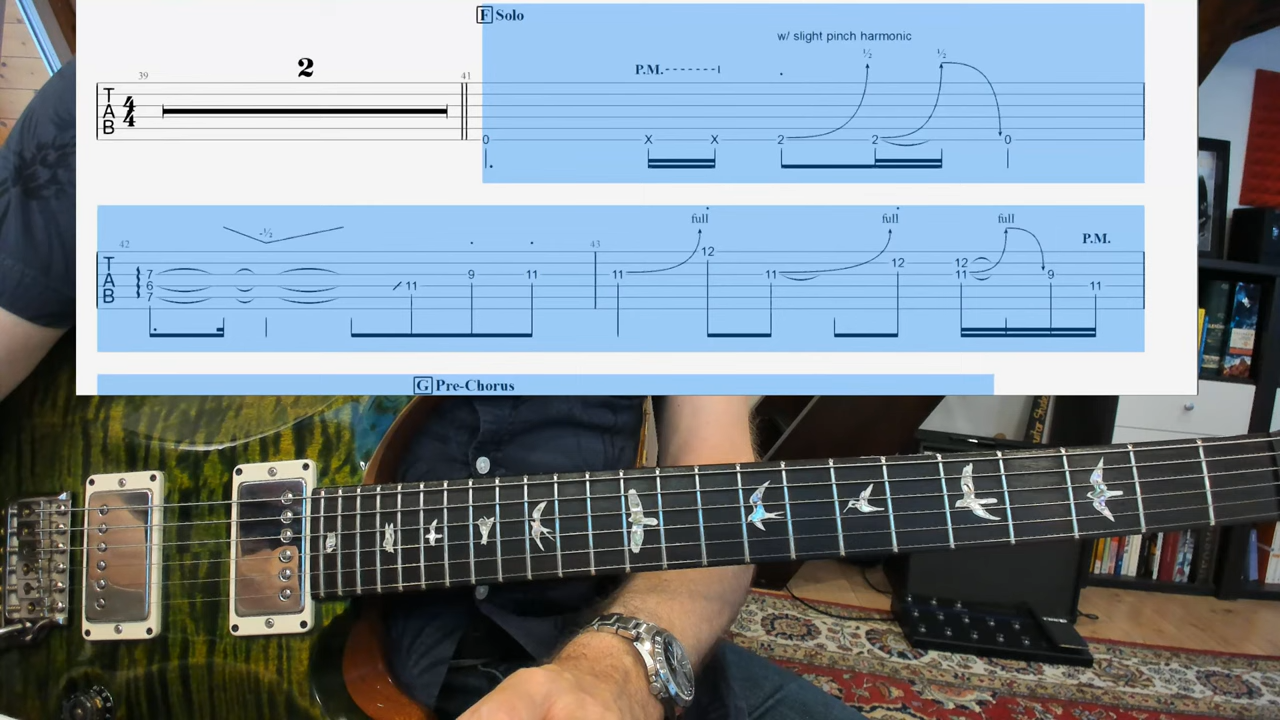 F Solo
w/ slight pinch harmonic
½ ½
P.M.
39 2 41
T A B 4 4
0 X X 2 2 0
-½
full full full
42 43 P.M.
T A B
7 6 7 11 9 11 11 12 11 12 12 11 9 11
G Pre-Chorus